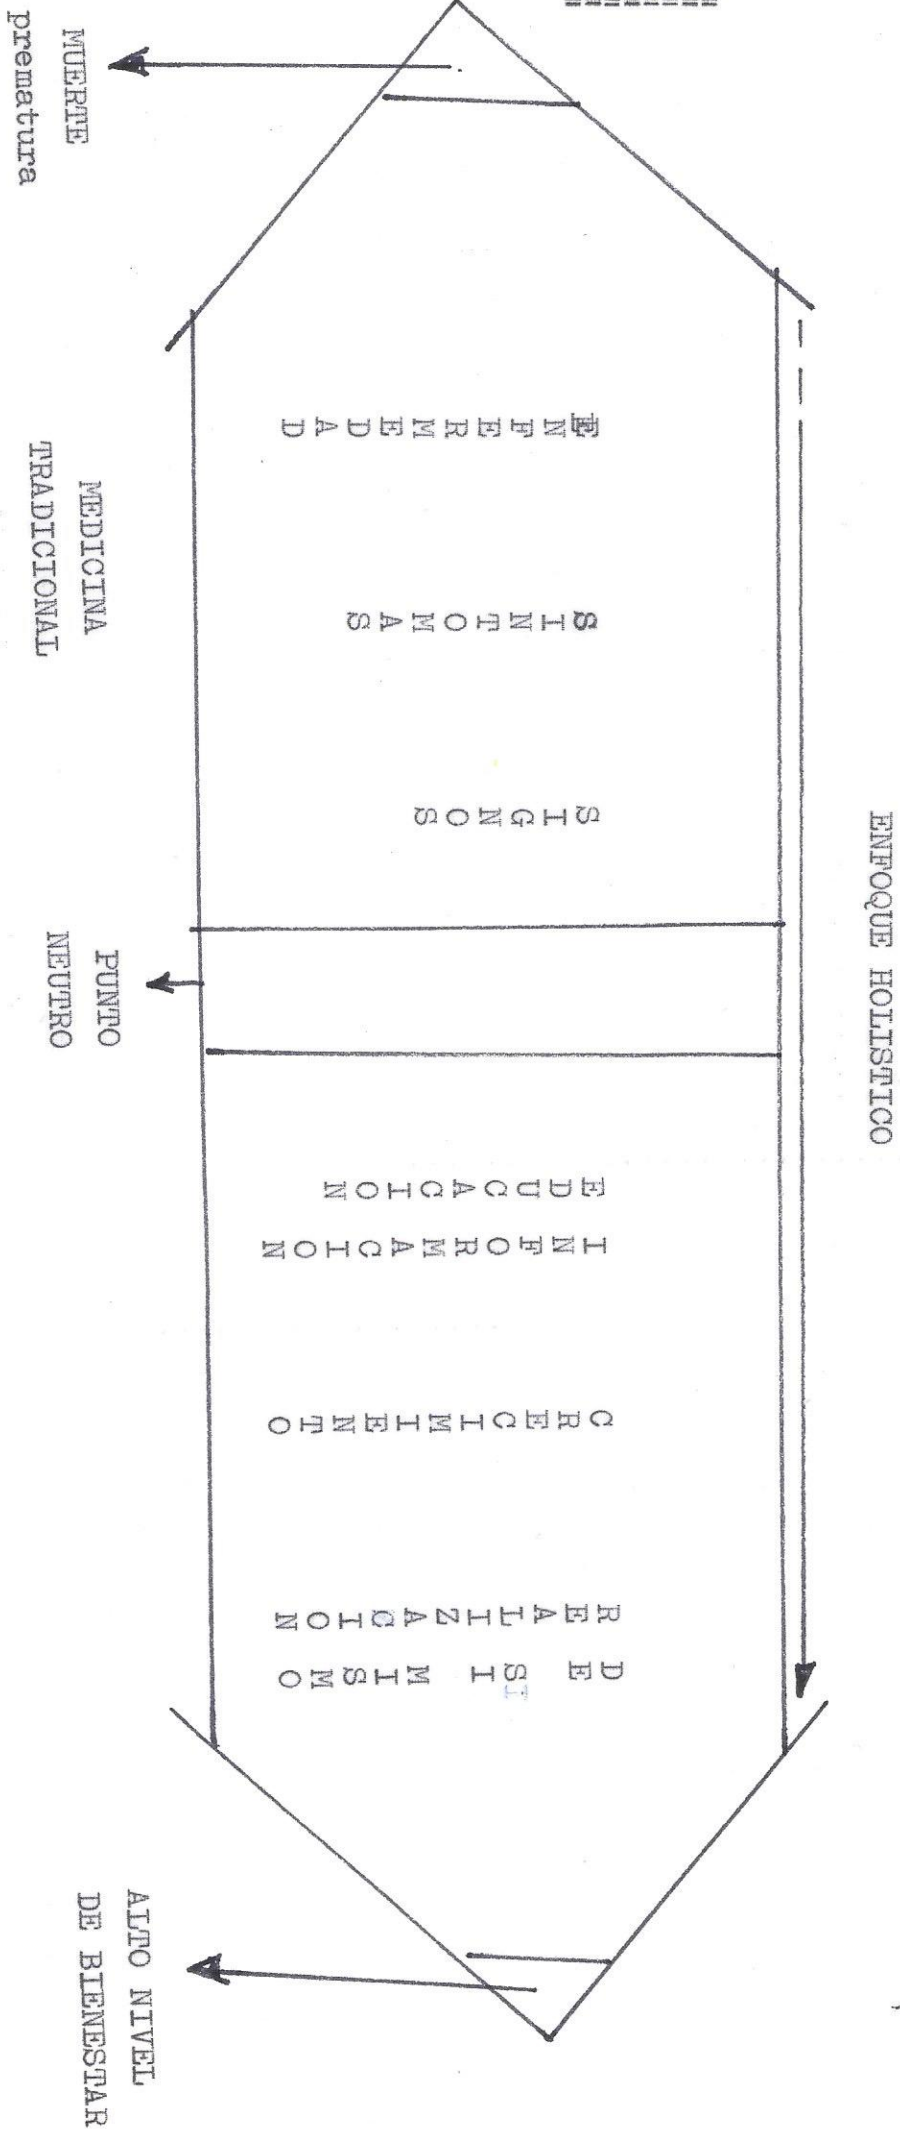 ENFOQUE HOLISTICO
ENFERMEDAD
SINTOMAS
SIGNOS
EDUCACION
INFORMACION
CRECIMIENTO
REALIZACION
DE SI MISMO
MUERTE
prematura
MEDICINA
TRADICIONAL
PUNTO
NEUTRO
ALTO NIVEL
DE BIENESTAR